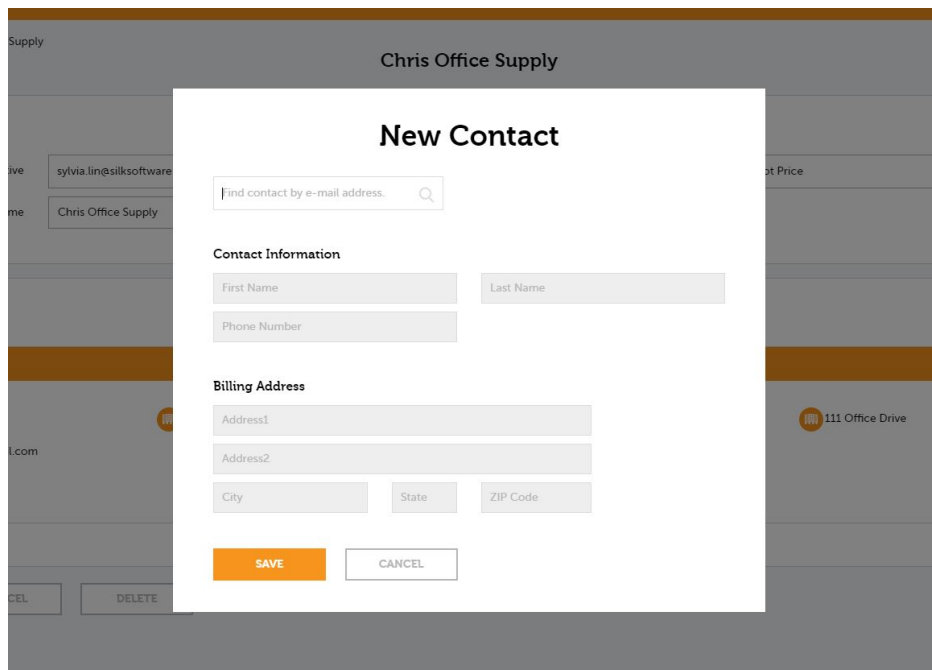 Supply
Chris Office Supply
New Contact
ive
sylvia.lin@silksoftware
ot Price
Find contact by e-mail address.
me
Chris Office Supply
Contact Information
First Name
Last Name
Phone Number
Billing Address
Address1
111 Office Drive
l.com
Address2
City
State
ZIP Code
SAVE
CANCEL
CEL
DELETE